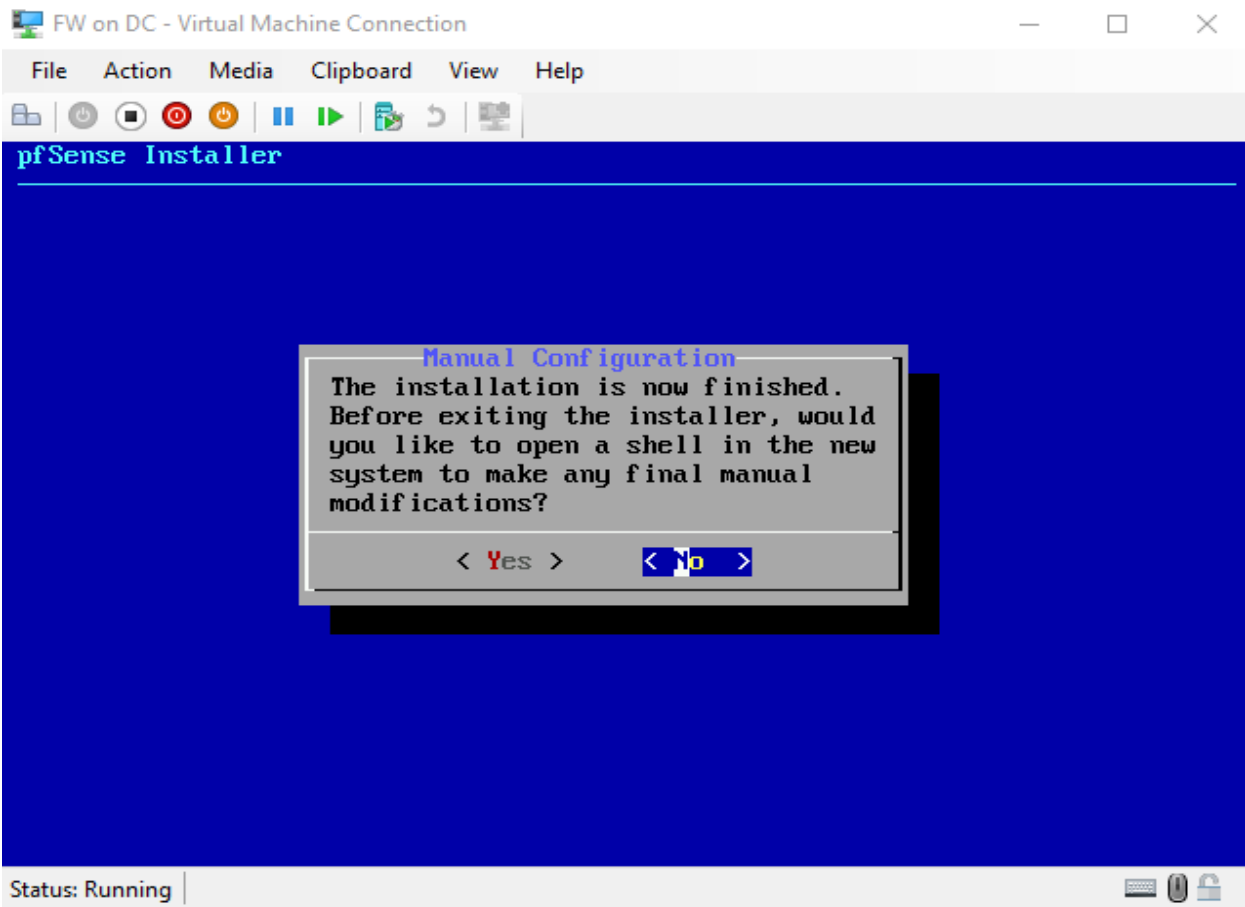 FW on DC - Virtual Machine Connection
File Action Media Clipboard View Help
pfSense Installer
Manual Configuration
The installation is now finished.
Before exiting the installer, would
you like to open a shell in the new
system to make any final manual
modifications?
< Yes > < No >
Status: Running